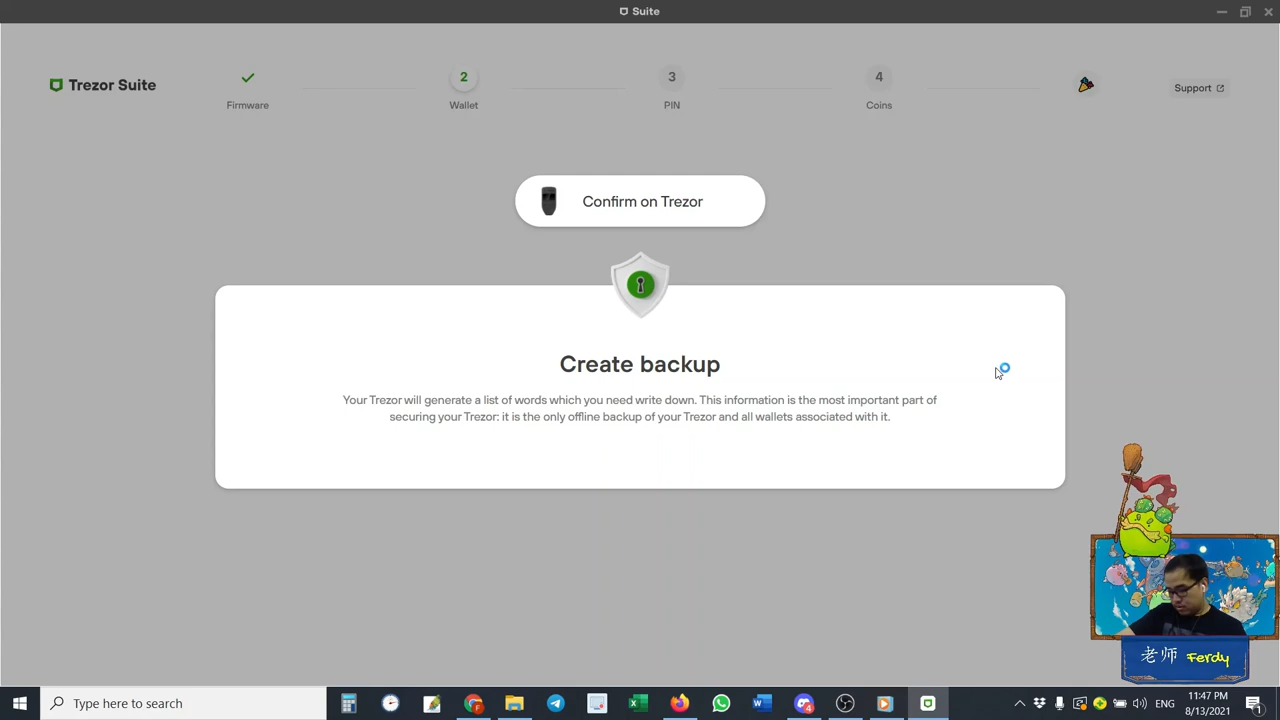 Suite
Trezor Suite
Firmware
2
Wallet
3
PIN
4
Coins
Support
Confirm on Trezor
Create backup
Your Trezor will generate a list of words which you need write down. This information is the most important part of
securing your Trezor: it is the only offline backup of your Trezor and all wallets associated with it.
老师 Ferdy
Type here to search
ENG
11:47 PM
8/13/2021
1